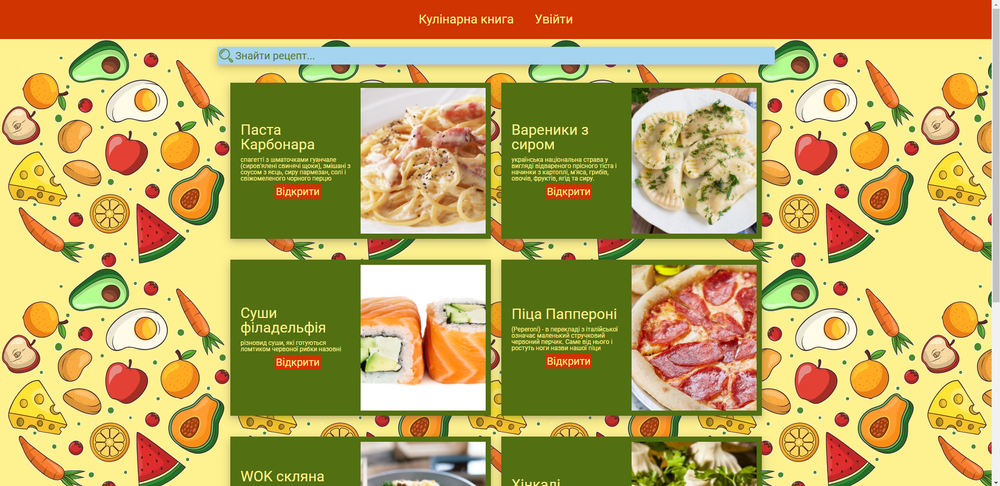 Кулінарна книга Увійти
Знайти рецепт...
Паста
Карбонара
спагетті з шматочками гуанчале
(сиров'ялені свинячі щоки), змішані з
соусом з яєць, сиру пармезан, солі і
свіжомеленого чорного перцю
Відкрити
Вареники з
сиром
українська національна страва у
вигляді відвареного прісного тіста і
начинки з картоплі, м'яса, грибів,
овочів, фруктів, ягід та сиру.
Відкрити
Суши
філадельфія
різновид суши, які готуються
ломтиком червоної рибки назовні
Відкрити
Піца Паппероні
(Peperoni) - в перекладі з італійської
означає маленький стручковий
червоний перчик. Саме від нього і
ростуть ноги назви нашої піци
Відкрити
WOK скляна
Хінкалі